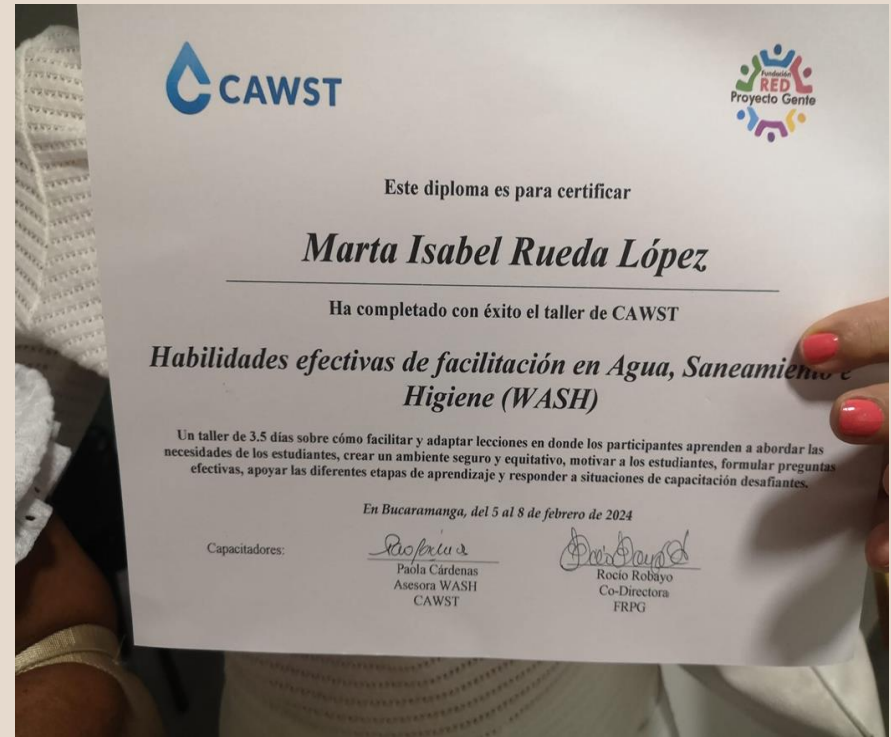 CAWST
Fundación
RED
Proyecto Gente
Este diploma es para certificar
Marta Isabel Rueda López
Ha completado con éxito el taller de CAWST
Habilidades efectivas de facilitación en Agua, Saneamiento e
Higiene (WASH)
Un taller de 3.5 días sobre cómo facilitar y adaptar lecciones en donde los participantes aprenden a abordar las
necesidades de los estudiantes, crear un ambiente seguro y equitativo, motivar a los estudiantes, formular preguntas
efectivas, apoyar las diferentes etapas de aprendizaje y responder a situaciones de capacitación desafiantes.
En Bucaramanga, del 5 al 8 de febrero de 2024
Capacitadores:
Paola Cárdenas
Asesora WASH
CAWST
Rocío Robayo
Co-Directora
FRPG